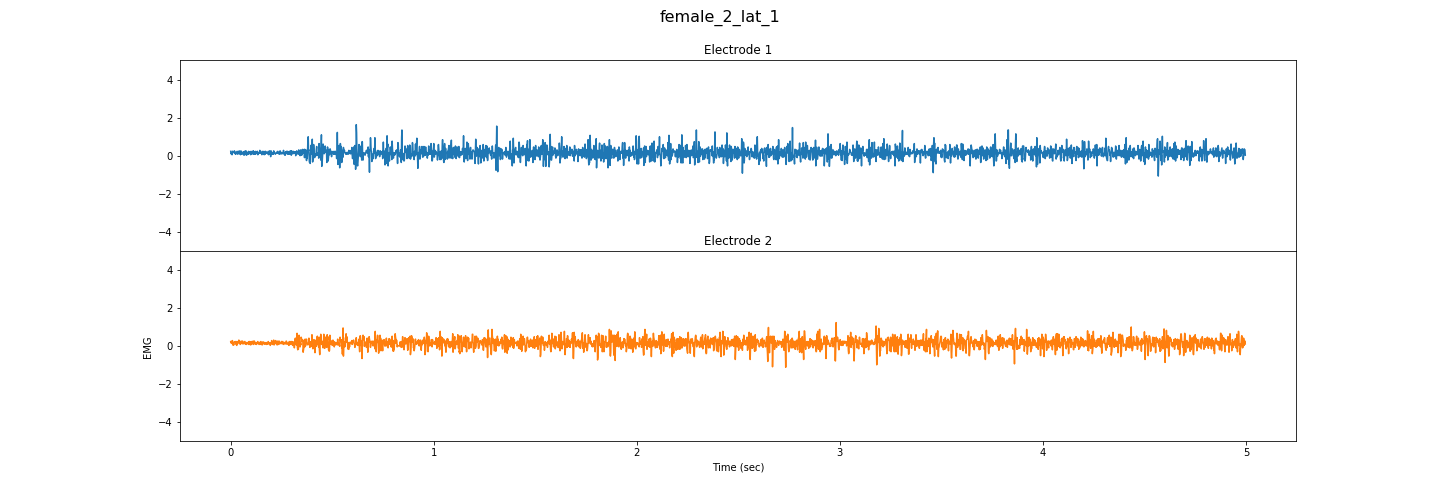 female_2_lat_1
Electrode 1
4
2
0
−2
−4
Electrode 2
4
2
0
−2
−4
EMG
0 1 2 3 4 5
Time (sec)